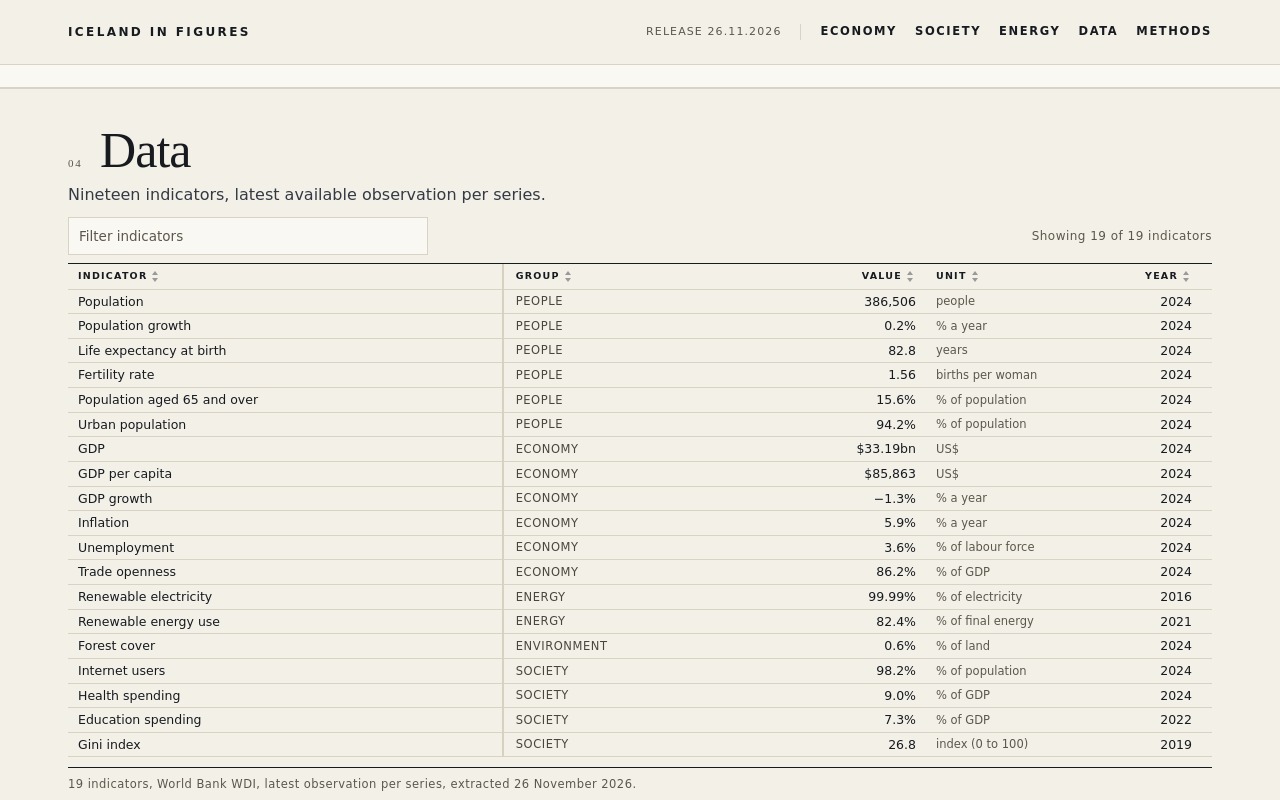 ICELAND IN FIGURES
RELEASE 26.11.2026 ECONOMY SOCIETY ENERGY DATA METHODS
04 Data
Nineteen indicators, latest available observation per series.
Filter indicators
Showing 19 of 19 indicators
INDICATOR GROUP VALUE UNIT YEAR
Population PEOPLE 386,506 people 2024
Population growth PEOPLE 0.2% % a year 2024
Life expectancy at birth PEOPLE 82.8 years 2024
Fertility rate PEOPLE 1.56 births per woman 2024
Population aged 65 and over PEOPLE 15.6% % of population 2024
Urban population PEOPLE 94.2% % of population 2024
GDP ECONOMY $33.19bn US$ 2024
GDP per capita ECONOMY $85,863 US$ 2024
GDP growth ECONOMY −1.3% % a year 2024
Inflation ECONOMY 5.9% % a year 2024
Unemployment ECONOMY 3.6% % of labour force 2024
Trade openness ECONOMY 86.2% % of GDP 2024
Renewable electricity ENERGY 99.99% % of electricity 2016
Renewable energy use ENERGY 82.4% % of final energy 2021
Forest cover ENVIRONMENT 0.6% % of land 2024
Internet users SOCIETY 98.2% % of population 2024
Health spending SOCIETY 9.0% % of GDP 2024
Education spending SOCIETY 7.3% % of GDP 2022
Gini index SOCIETY 26.8 index (0 to 100) 2019
19 indicators, World Bank WDI, latest observation per series, extracted 26 November 2026.